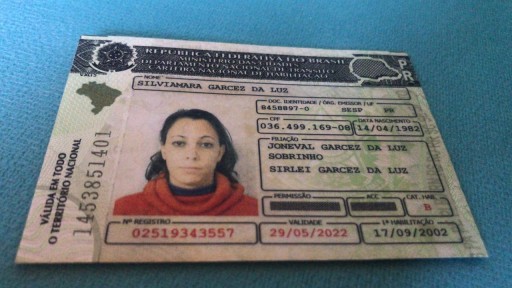 REPÚBLICA FEDERATIVA DO BRASIL
MINISTÉRIO DAS CIDADES
DEPARTAMENTO NACIONAL DE TRÂNSITO
CARTEIRA NACIONAL DE HABILITAÇÃO
PR
NOME
SILVIAMARA GARCEZ DA LUZ
DOC. IDENTIDADE / ÓRG. EMISSOR / UF
8458897-0 SESP PR
CPF DATA NASCIMENTO
036.499.169-08 14/04/1982
FILIAÇÃO
JONEVAL GARCEZ DA LUZ
SOBRINHO
SIRLEI GARCEZ DA LUZ
PERMISSÃO ACC CAT. HAB.
B
Nº REGISTRO VALIDADE 1ª HABILITAÇÃO
02519343557 29/05/2022 17/09/2002
VÁLIDA EM TODO
O TERRITÓRIO NACIONAL
1453851401